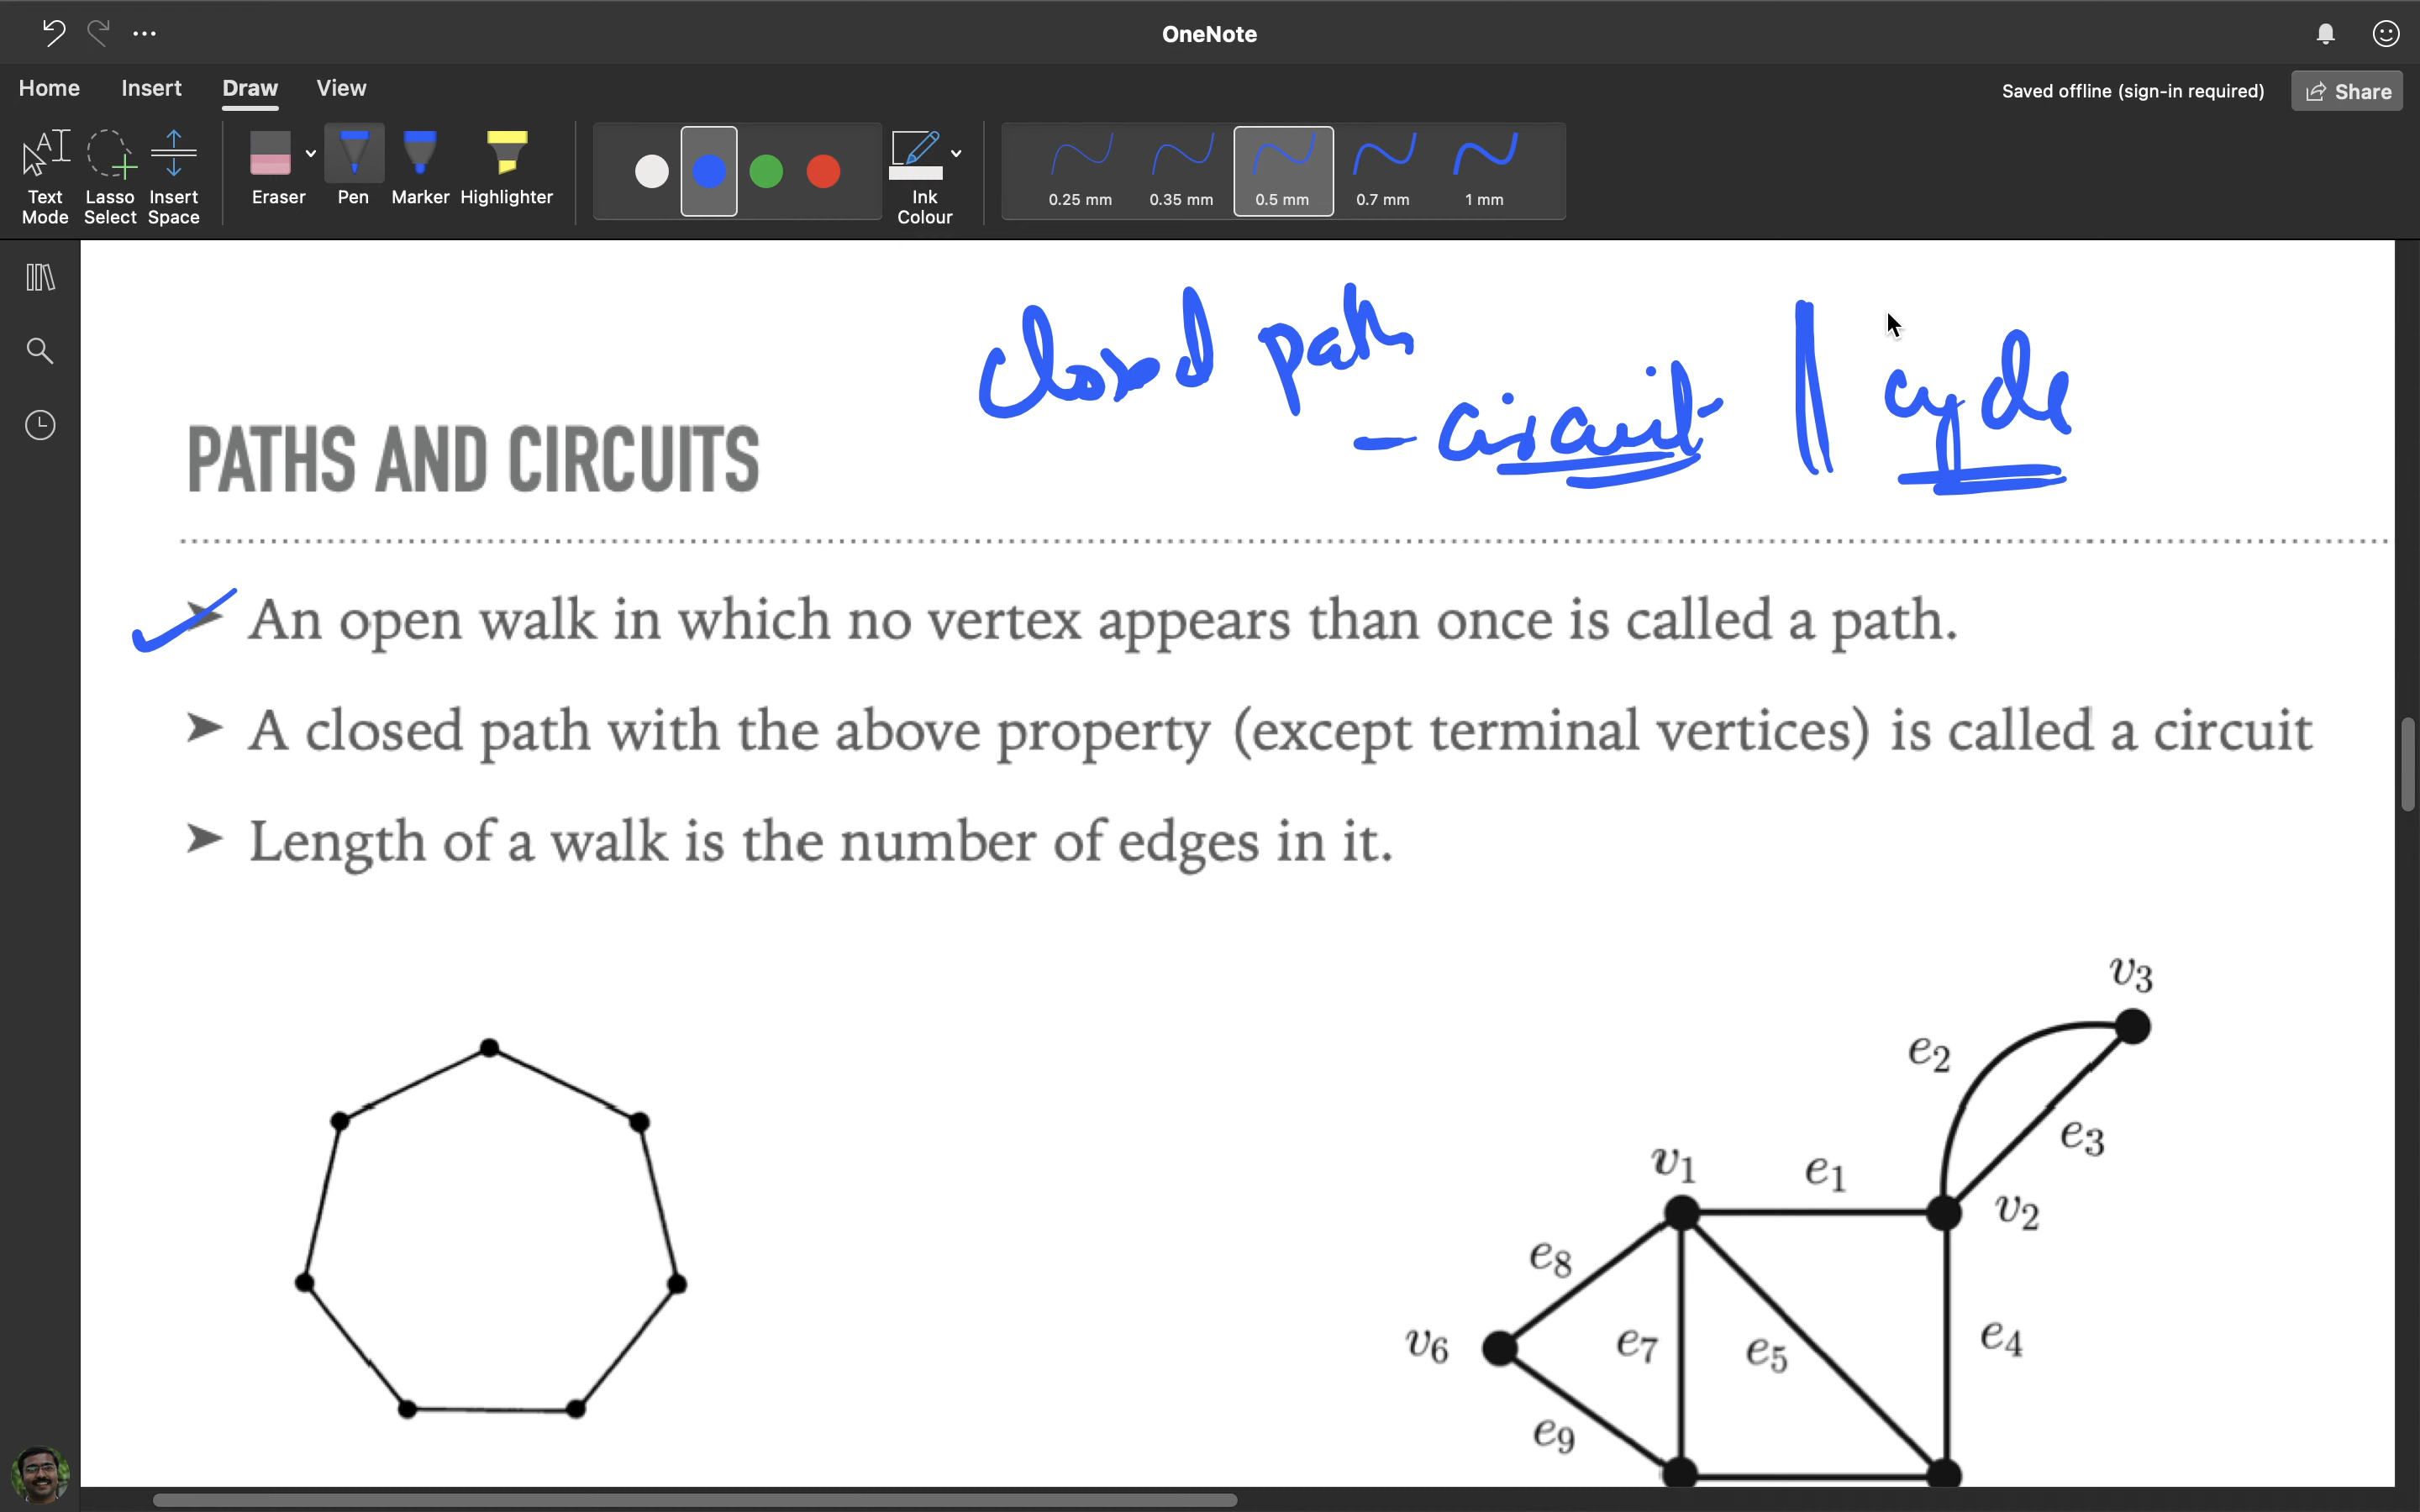 OneNote
Home Insert Draw View
Saved offline (sign-in required) Share
Text Mode
Lasso Select
Insert Space
Eraser
Pen
Marker
Highlighter
Ink Colour
0.25 mm 0.35 mm 0.5 mm 0.7 mm 1 mm
closed path
- circuit || cycle
PATHS AND CIRCUITS
➤ An open walk in which no vertex appears than once is called a path.
➤ A closed path with the above property (except terminal vertices) is called a circuit
➤ Length of a walk is the number of edges in it.
v3
e2
e3
v1 e1
v2
e8
v6 e7 e5 e4
e9